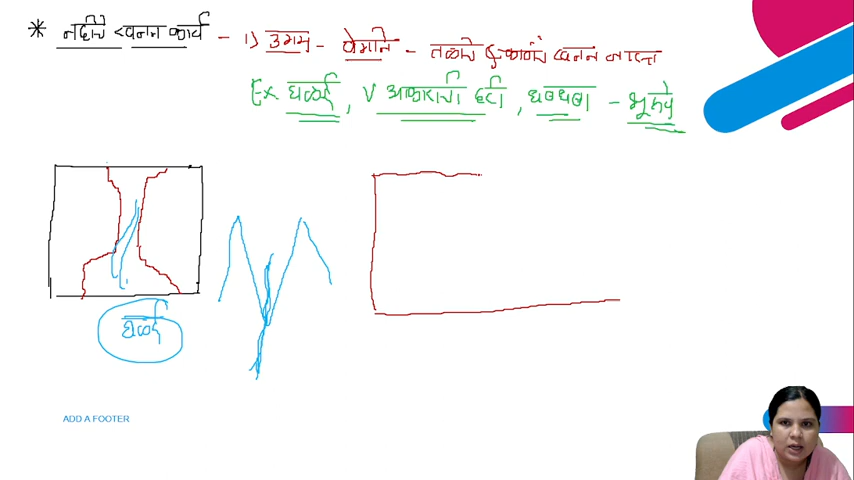 * नदीचे खनन कार्य - 1) उगम - वेगाने - तळाचे व काठाचे खनन करतो
Ex. घळई, V आकाराची दरी, धबधबा - भूरूपे
घळई
ADD A FOOTER